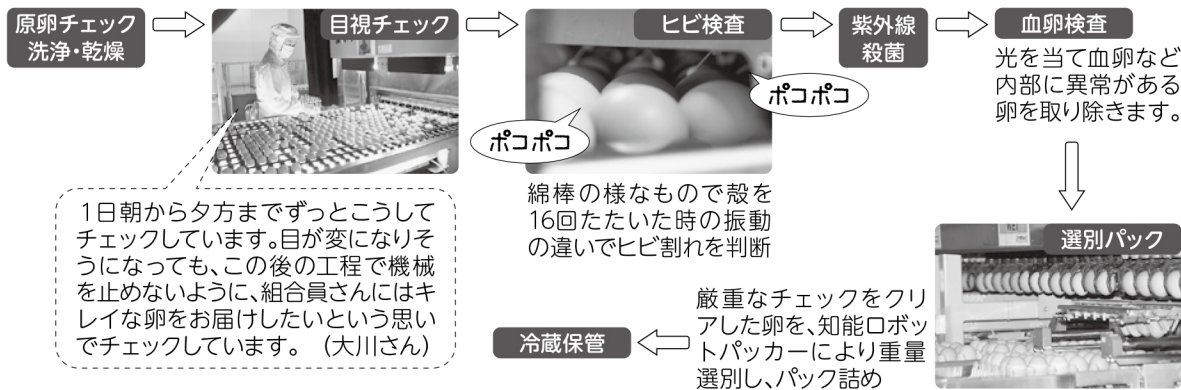 原卵チェック
洗浄・乾燥
目視チェック
1日朝から夕方までずっとこうして
チェックしています。目が変になりそ
うになっても、この後の工程で機械
を止めないように、組合員さんにはキ
レイな卵をお届けしたいという思い
でチェックしています。 (大川さん)
ヒビ検査
ポコポコ
ポコポコ
綿棒の様なもので殻を
16回たたいた時の振動
の違いでヒビ割れを判断
紫外線
殺菌
血卵検査
光を当て血卵など
内部に異常がある
卵を取り除きます。
選別パック
厳重なチェックをクリ
アした卵を、知能ロボッ
トパッカーにより重量
選別し、パック詰め
冷蔵保管